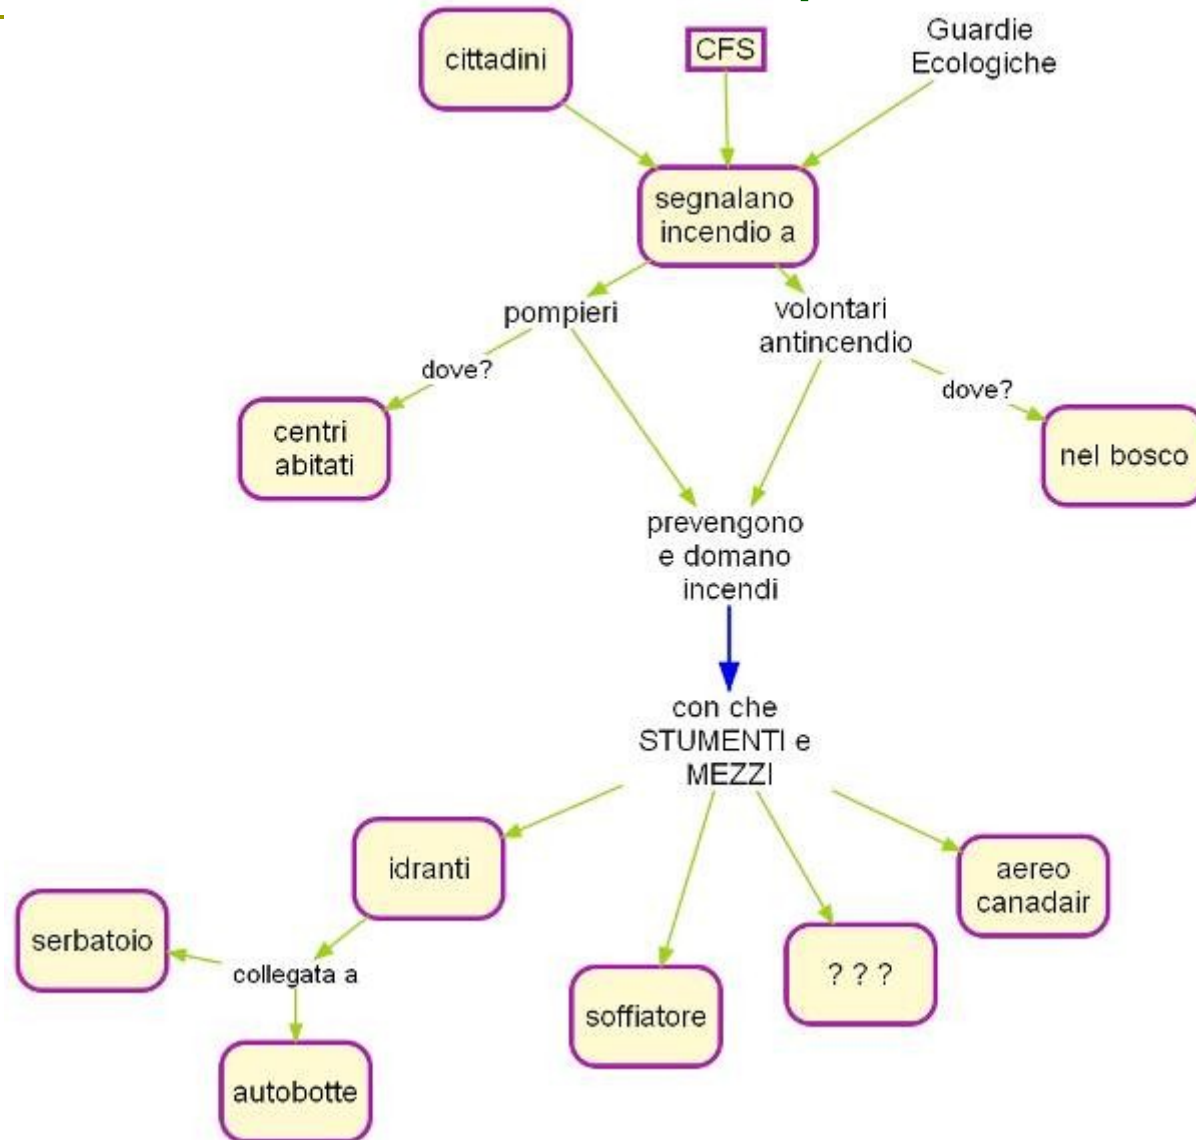 cittadini
CFS
Guardie
Ecologiche
segnalano
incendio a
pompieri
volontari
antincendio
dove?
dove?
centri
abitati
nel bosco
prevengono
e domano
incendi
con che
STUMENTI e
MEZZI
idranti
aereo
canadair
serbatoio
collegata a
? ? ?
soffiatore
autobotte